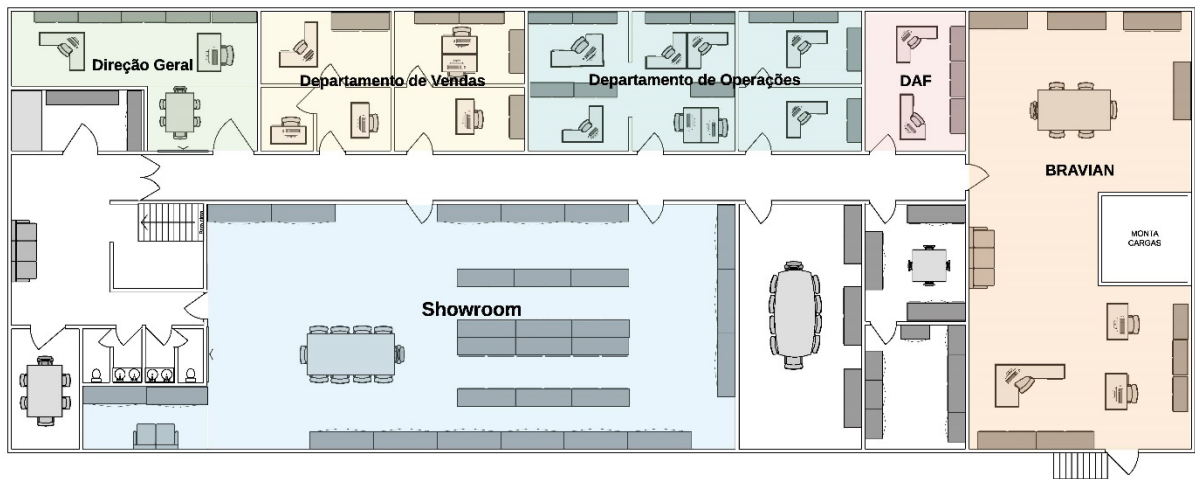 Direção Geral
Departamento de Vendas
Departamento de Operações
DAF
BRAVIAN
MONTA
CARGAS
Showroom